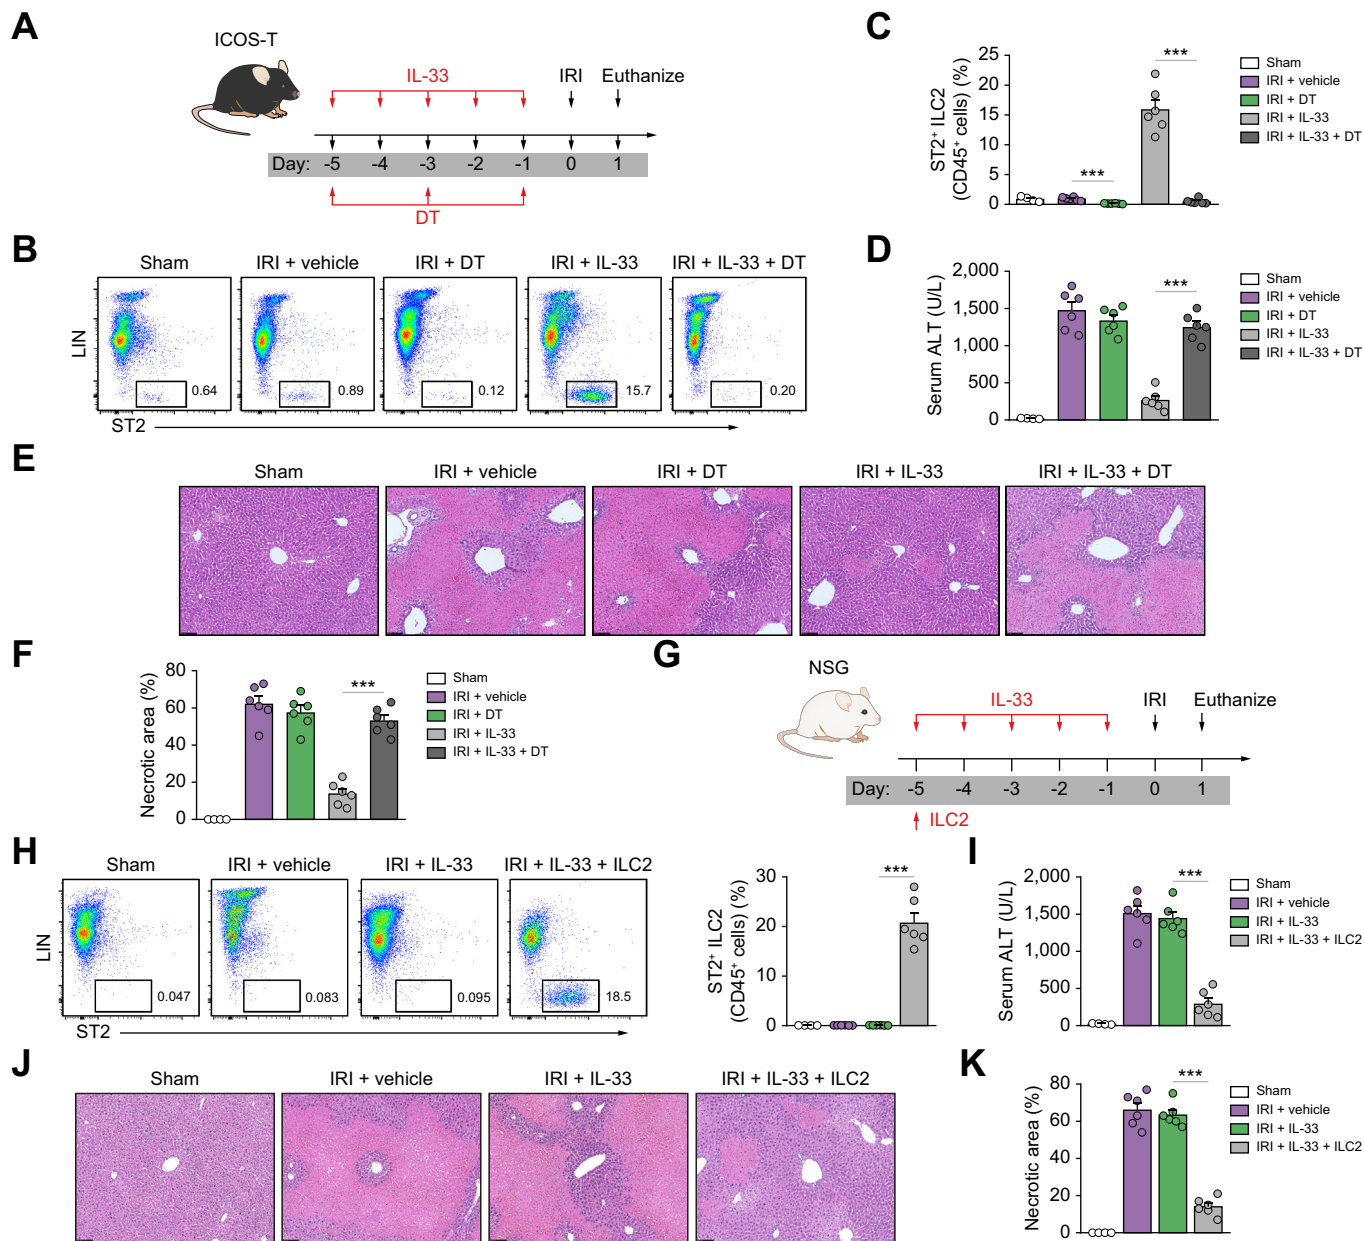 A
ICOS-T
IL-33
IRI
Euthanize
Day: -5 -4 -3 -2 -1 0 1
DT
C
ST2⁺ ILC2
(CD45⁺ cells) (%)
25
20
15
10
5
0
***
***
Sham
IRI + vehicle
IRI + DT
IRI + IL-33
IRI + IL-33 + DT
B
Sham
IRI + vehicle
IRI + DT
IRI + IL-33
IRI + IL-33 + DT
LIN
0.64
0.89
0.12
15.7
0.20
ST2
D
Serum ALT (U/L)
2,000
1,500
1,000
500
0
***
Sham
IRI + vehicle
IRI + DT
IRI + IL-33
IRI + IL-33 + DT
E
Sham
IRI + vehicle
IRI + DT
IRI + IL-33
IRI + IL-33 + DT
F
Necrotic area (%)
80
60
40
20
0
***
Sham
IRI + vehicle
IRI + DT
IRI + IL-33
IRI + IL-33 + DT
G
NSG
IL-33
IRI
Euthanize
Day: -5 -4 -3 -2 -1 0 1
ILC2
H
Sham
IRI + vehicle
IRI + IL-33
IRI + IL-33 + ILC2
LIN
0.047
0.083
0.095
18.5
ST2
ST2⁺ ILC2
(CD45⁺ cells) (%)
30
20
10
0
***
I
Serum ALT (U/L)
2,000
1,500
1,000
500
0
***
Sham
IRI + vehicle
IRI + IL-33
IRI + IL-33 + ILC2
J
Sham
IRI + vehicle
IRI + IL-33
IRI + IL-33 + ILC2
K
Necrotic area (%)
80
60
40
20
0
***
Sham
IRI + vehicle
IRI + IL-33
IRI + IL-33 + ILC2